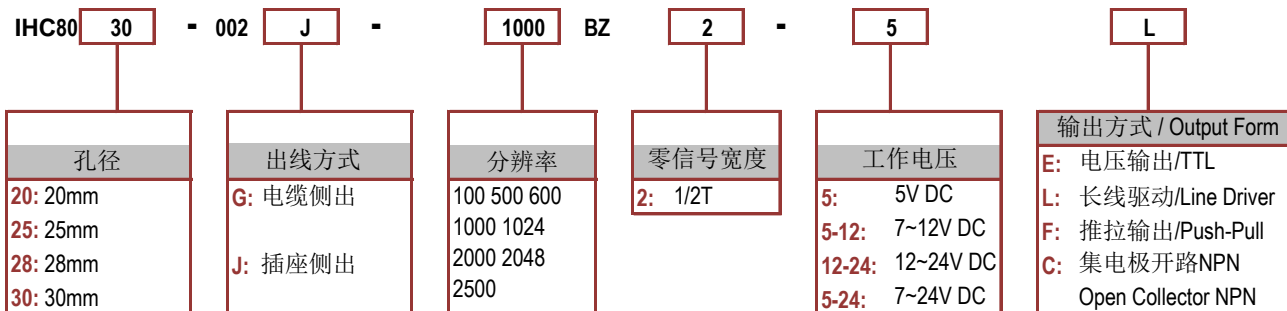 IHC80 30 - 002 J - 1000 BZ 2 - 5 L
孔径
20: 20mm
25: 25mm
28: 28mm
30: 30mm
出线方式
G: 电缆侧出
J: 插座侧出
分辨率
100 500 600
1000 1024
2000 2048
2500
零信号宽度
2: 1/2T
工作电压
5: 5V DC
5-12: 7~12V DC
12-24: 12~24V DC
5-24: 7~24V DC
输出方式 / Output Form
E: 电压输出/TTL
L: 长线驱动/Line Driver
F: 推拉输出/Push-Pull
C: 集电极开路NPN
Open Collector NPN